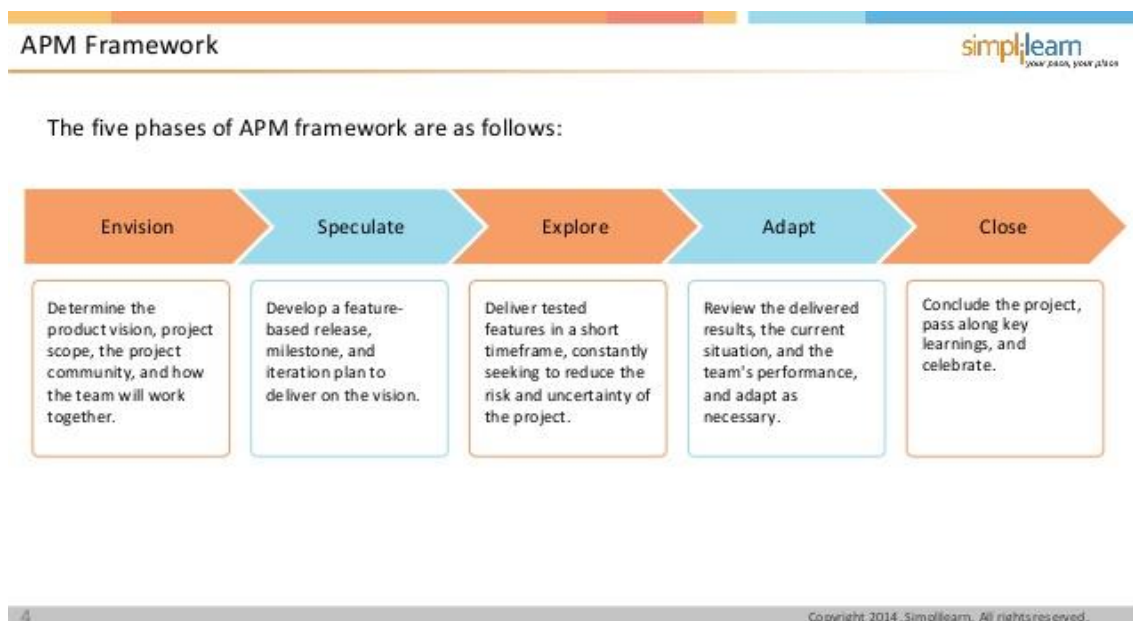 APM Framework
simplilearn
your pace, your place
The five phases of APM framework are as follows:
Envision
Speculate
Explore
Adapt
Close
Determine the
product vision, project
scope, the project
community, and how
the team will work
together.
Develop a feature-
based release,
milestone, and
iteration plan to
deliver on the vision.
Deliver tested
features in a short
timeframe, constantly
seeking to reduce the
risk and uncertainty of
the project.
Review the delivered
results, the current
situation, and the
team's performance,
and adapt as
necessary.
Conclude the project,
pass along key
learnings, and
celebrate.
4
Copyright 2014, Simplilearn, All rights reserved.